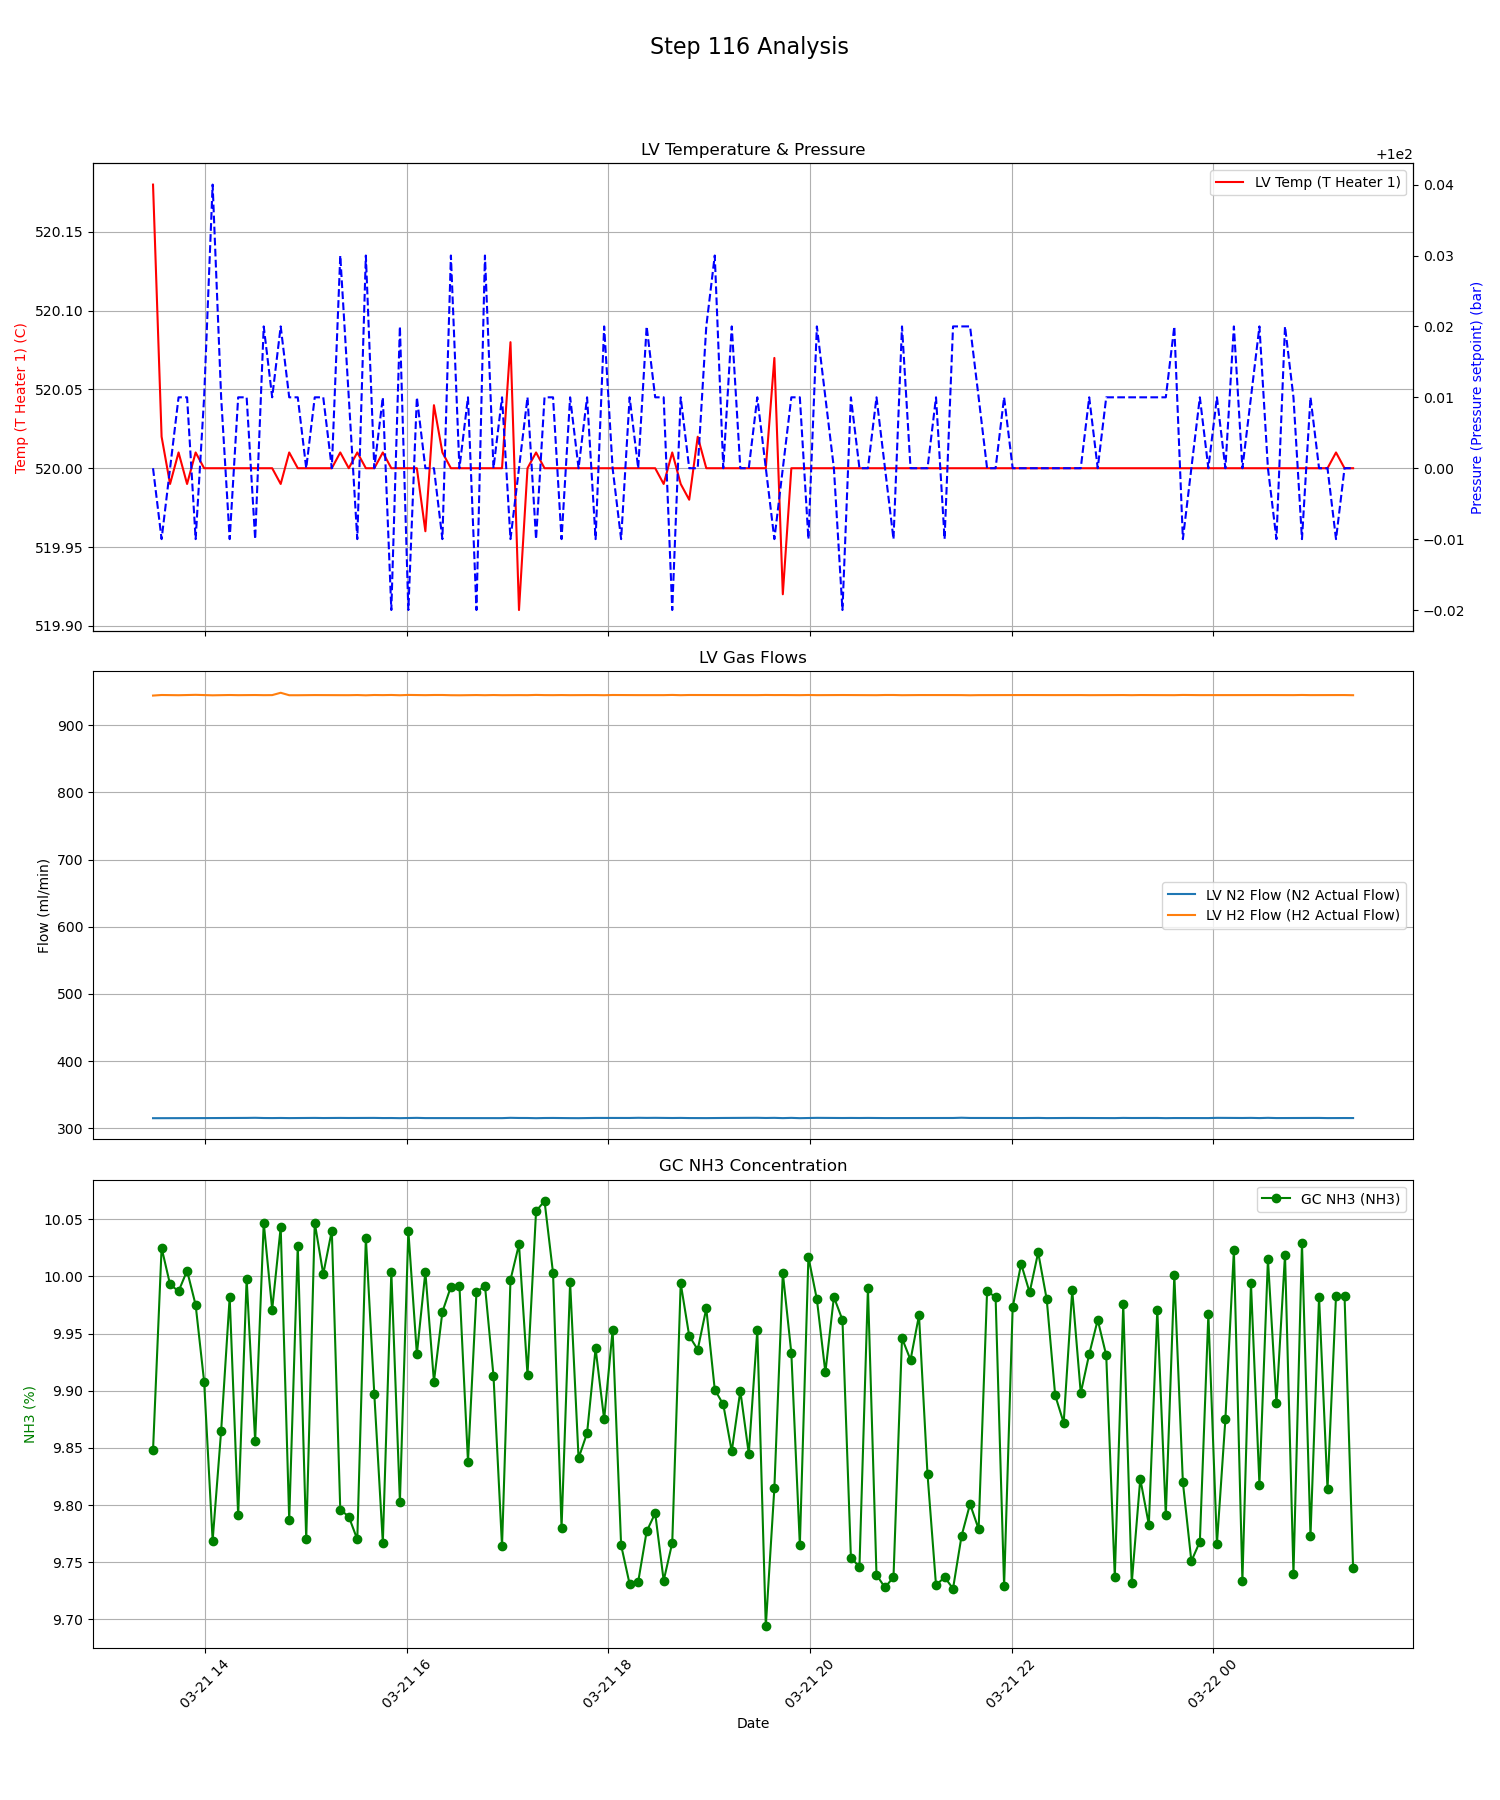 Step 116 Analysis
LV Temperature & Pressure
+1e2
LV Temp (T Heater 1)
520.15
520.10
520.05
520.00
519.95
519.90
Temp (T Heater 1) (C)
0.04
0.03
0.02
0.01
0.00
−0.01
−0.02
Pressure (Pressure setpoint) (bar)
LV Gas Flows
900
800
700
600
500
400
300
Flow (ml/min)
LV N2 Flow (N2 Actual Flow)
LV H2 Flow (H2 Actual Flow)
GC NH3 Concentration
GC NH3 (NH3)
10.05
10.00
9.95
9.90
9.85
9.80
9.75
9.70
NH3 (%)
03-21 14
03-21 16
03-21 18
03-21 20
03-21 22
03-22 00
Date